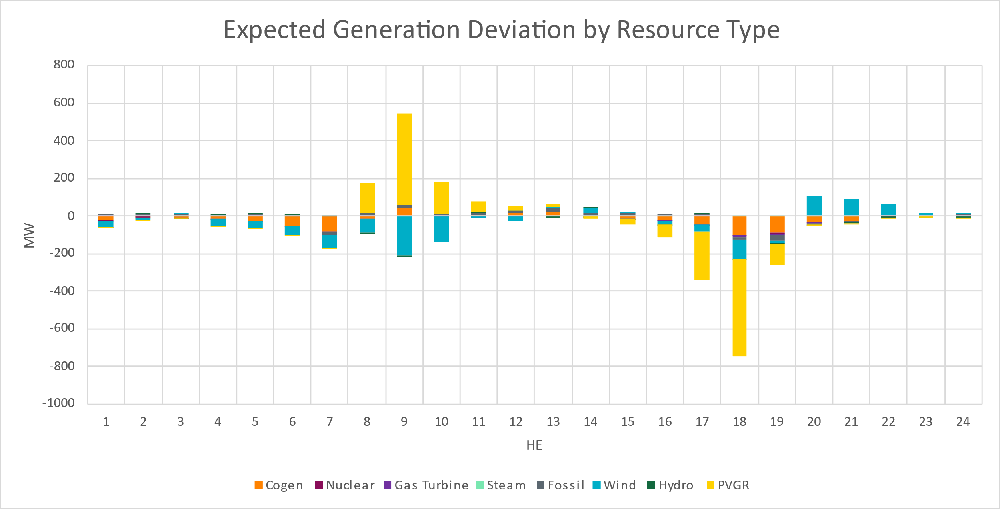 Expected Generation Deviation by Resource Type
800
600
400
200
0
-200
-400
-600
-800
-1000
MW
1 2 3 4 5 6 7 8 9 10 11 12 13 14 15 16 17 18 19 20 21 22 23 24
HE
Cogen Nuclear Gas Turbine Steam Fossil Wind Hydro PVGR